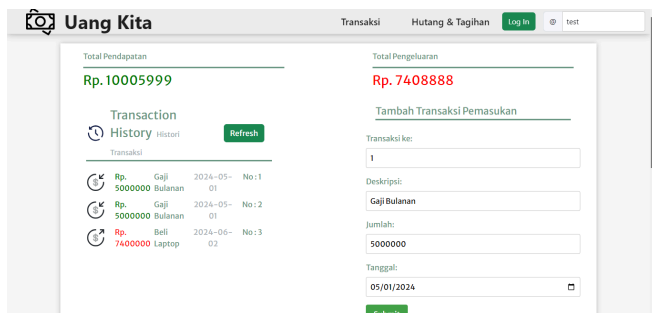 Uang Kita
Transaksi Hutang & Tagihan Log In @ test
Total Pendapatan
Rp.10005999
Transaction
History Histori
Transaksi
Refresh
Rp. Gaji 2024-05- No:1
5000000 Bulanan 01
Rp. Gaji 2024-05- No:2
5000000 Bulanan 01
Rp. Beli 2024-06- No:3
7400000 Laptop 02
Total Pengeluaran
Rp.7408888
Tambah Transaksi Pemasukan
Transaksi ke:
1
Deskripsi:
Gaji Bulanan
Jumlah:
5000000
Tanggal:
05/01/2024